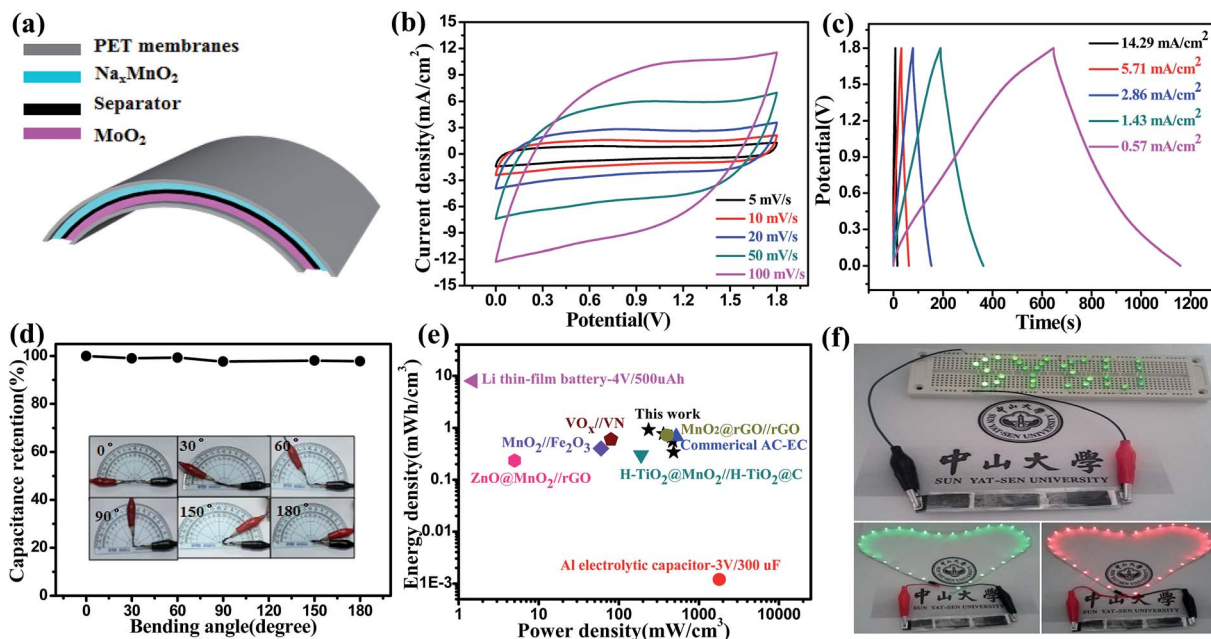 (a)
PET membranes
NaₓMnO₂
Separator
MoO₂
(b)
Current density(mA/cm²)
15
12
9
6
3
0
-3
-6
-9
-12
-15
5 mV/s
10 mV/s
20 mV/s
50 mV/s
100 mV/s
0.0 0.3 0.6 0.9 1.2 1.5 1.8
Potential(V)
(c)
Potential(V)
1.8
1.5
1.2
0.9
0.6
0.3
0.0
14.29 mA/cm²
5.71 mA/cm²
2.86 mA/cm²
1.43 mA/cm²
0.57 mA/cm²
0 200 400 600 800 1000 1200
Time(s)
(d)
Capacitance retention(%)
100
80
60
40
20
0
0° 30° 60°
90° 150° 180°
0 30 60 90 120 150 180
Bending angle(degree)
(e)
Energy density(mWh/cm³)
10
1
0.1
0.01
1E-3
Li thin-film battery-4V/500uAh
VOₓ//VN
This work
MnO₂@rGO//rGO
MnO₂//Fe₂O₃
Commerical AC-EC
ZnO@MnO₂//rGO
H-TiO₂@MnO₂//H-TiO₂@C
Al electrolytic capacitor-3V/300 uF
1 10 100 1000 10000
Power density(mW/cm³)
(f)
SYSU
中山大學
SUN YAT-SEN UNIVERSITY
中山大學
SUN YAT-SEN UNIVERSITY
中山大學
SUN YAT-SEN UNIVERSITY